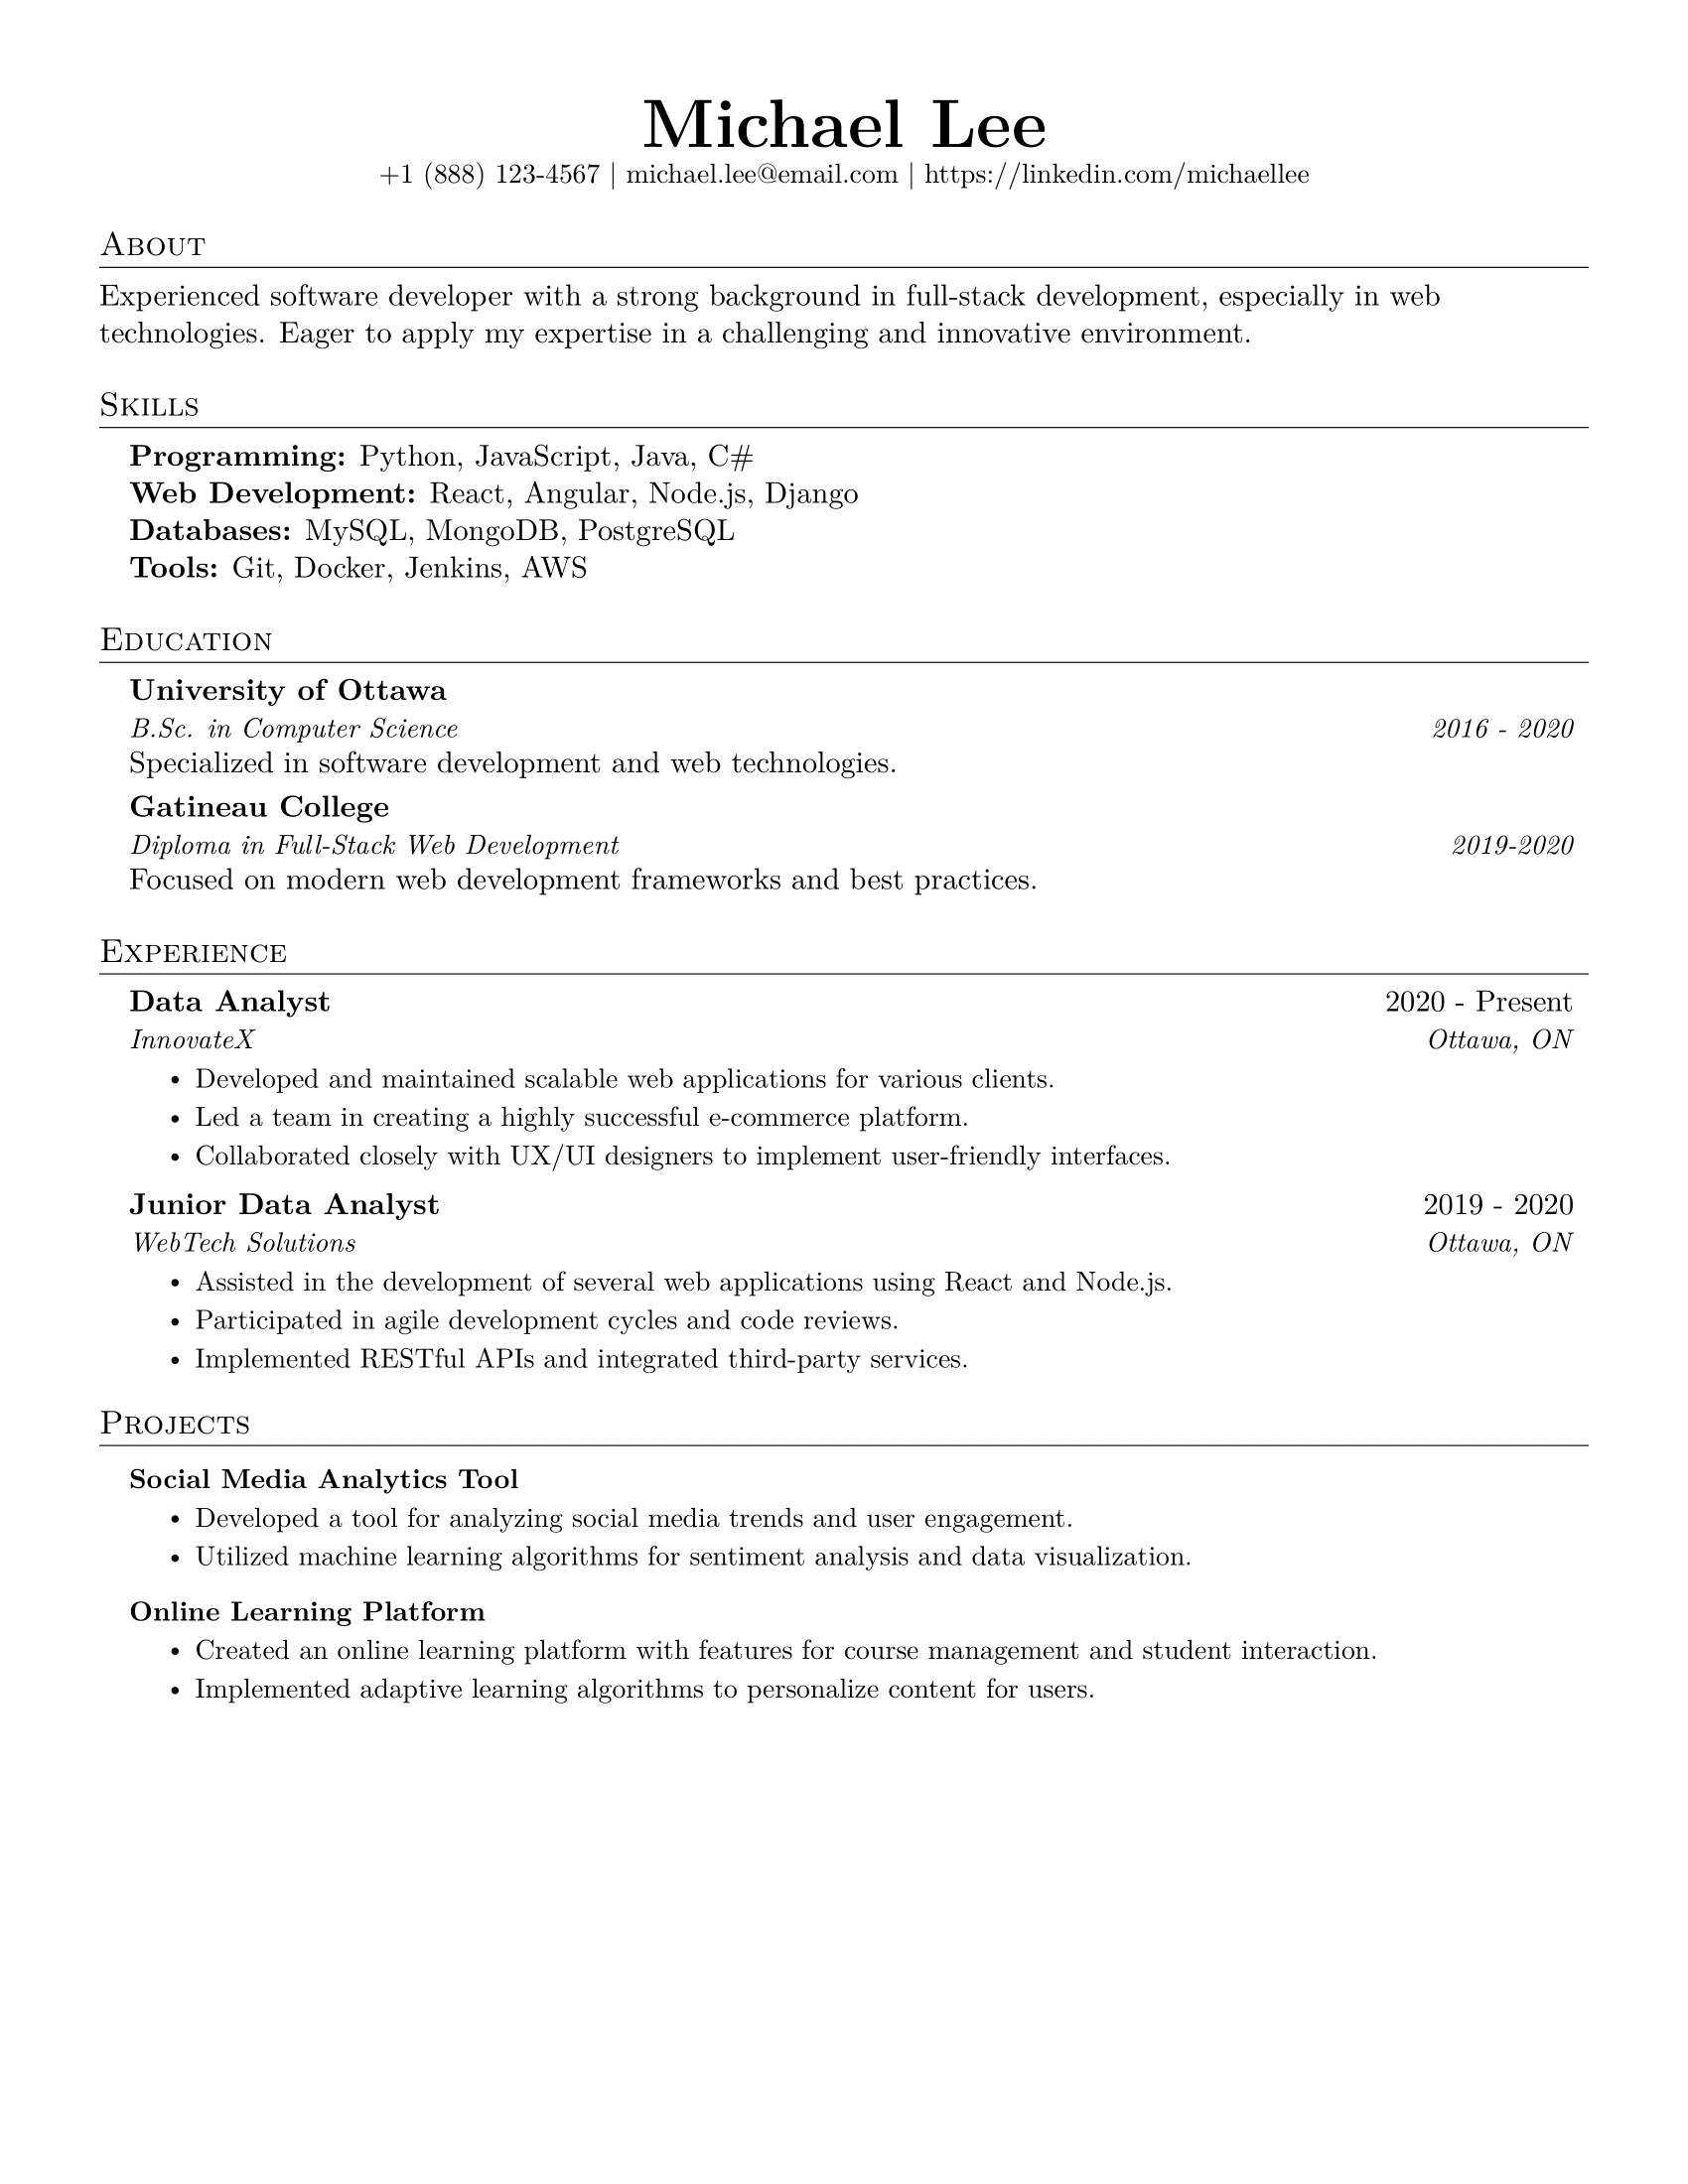 Michael Lee
+1 (888) 123-4567 | michael.lee@email.com | https://linkedin.com/michaellee
About
Experienced software developer with a strong background in full-stack development, especially in web
technologies. Eager to apply my expertise in a challenging and innovative environment.
Skills
Programming: Python, JavaScript, Java, C#
Web Development: React, Angular, Node.js, Django
Databases: MySQL, MongoDB, PostgreSQL
Tools: Git, Docker, Jenkins, AWS
Education
University of Ottawa
B.Sc. in Computer Science 2016 - 2020
Specialized in software development and web technologies.
Gatineau College
Diploma in Full-Stack Web Development 2019-2020
Focused on modern web development frameworks and best practices.
Experience
Data Analyst 2020 - Present
InnovateX Ottawa, ON
• Developed and maintained scalable web applications for various clients.
• Led a team in creating a highly successful e-commerce platform.
• Collaborated closely with UX/UI designers to implement user-friendly interfaces.
Junior Data Analyst 2019 - 2020
WebTech Solutions Ottawa, ON
• Assisted in the development of several web applications using React and Node.js.
• Participated in agile development cycles and code reviews.
• Implemented RESTful APIs and integrated third-party services.
Projects
Social Media Analytics Tool
• Developed a tool for analyzing social media trends and user engagement.
• Utilized machine learning algorithms for sentiment analysis and data visualization.
Online Learning Platform
• Created an online learning platform with features for course management and student interaction.
• Implemented adaptive learning algorithms to personalize content for users.